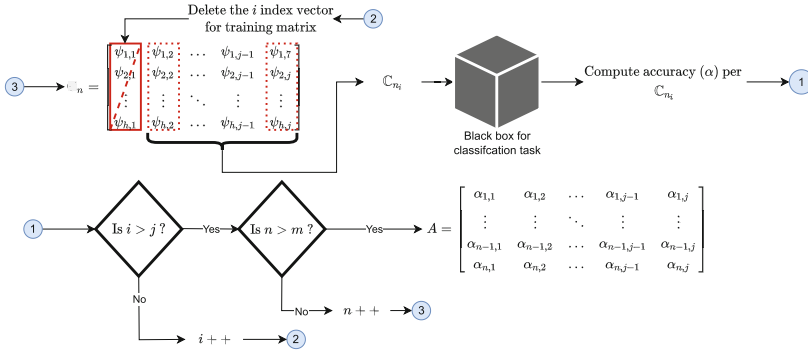 Delete the i index vector
for training matrix
2
ψ1,1 ψ1,2 … ψ1,j−1 ψ1,7
ψ2,1 ψ2,2 … ψ2,j−1 ψ2,j
⋮ ⋮ ⋱ ⋮ ⋮
ψh,1 ψh,2 … ψh,j−1 ψh,j
3
n =
ℂni
Black box for
classifcation task
Compute accuracy (α) per
ℂni
1
1
Is i > j ?
Yes
Is n > m ?
Yes
A =
α1,1 α1,2 … α1,j−1 α1,j
⋮ ⋮ ⋱ ⋮ ⋮
αn−1,1 αn−1,2 … αn−1,j−1 αn−1,j
αn,1 αn,2 … αn,j−1 αn,j
No
i + +
2
No
n + +
3